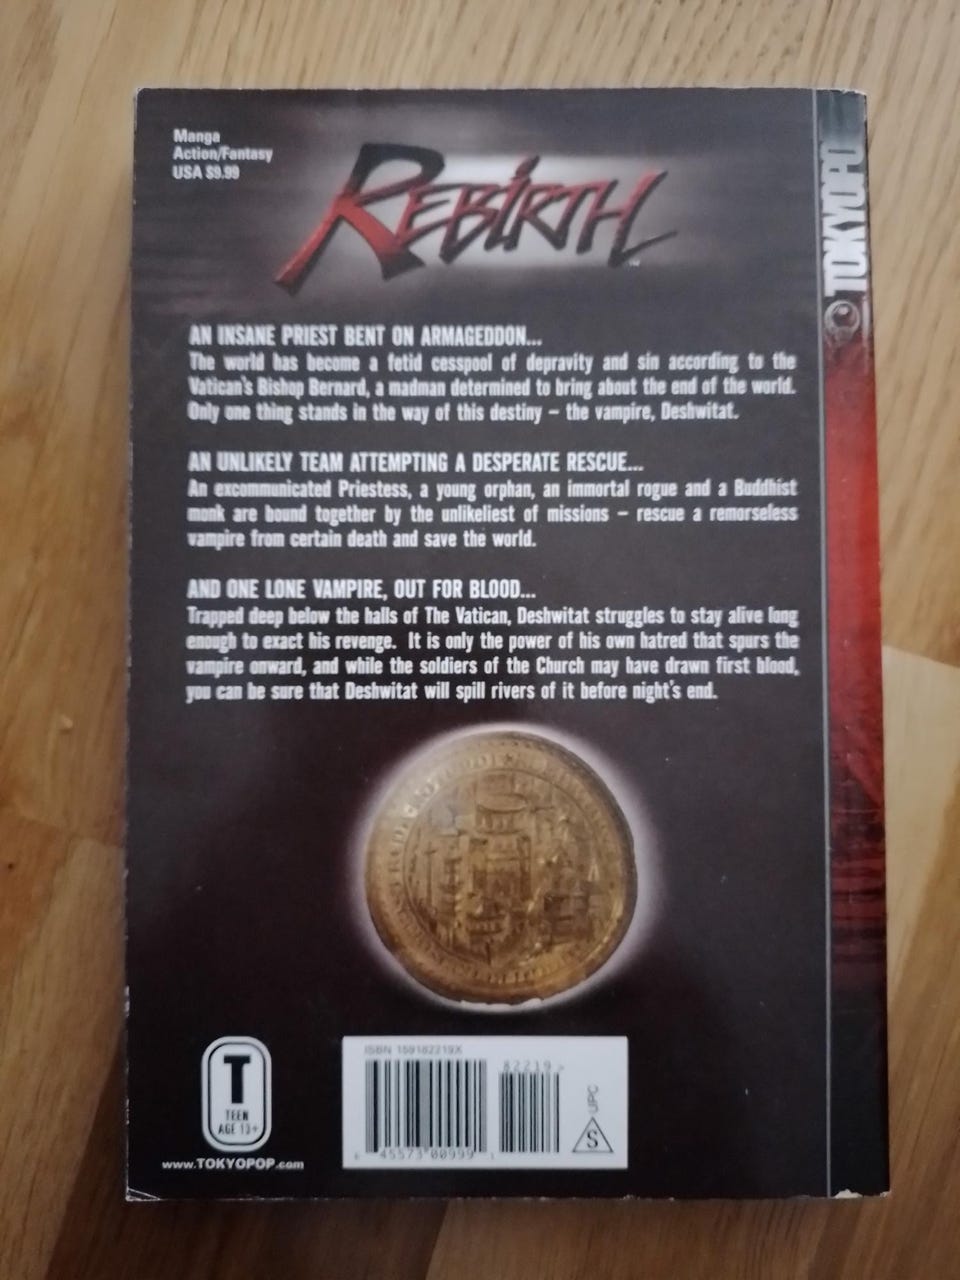 Manga
Action/Fantasy
USA $9.99
REBIRTH
TM
TOKYOPOP
AN INSANE PRIEST BENT ON ARMAGEDDON...
The world has become a fetid cesspool of depravity and sin according to the
Vatican's Bishop Bernard, a madman determined to bring about the end of the world.
Only one thing stands in the way of this destiny – the vampire, Deshwitat.
AN UNLIKELY TEAM ATTEMPTING A DESPERATE RESCUE...
An excommunicated Priestess, a young orphan, an immortal rogue and a Buddhist
monk are bound together by the unlikeliest of missions – rescue a remorseless
vampire from certain death and save the world.
AND ONE LONE VAMPIRE, OUT FOR BLOOD...
Trapped deep below the halls of The Vatican, Deshwitat struggles to stay alive long
enough to exact his revenge. It is only the power of his own hatred that spurs the
vampire onward, and while the soldiers of the Church may have drawn first blood,
you can be sure that Deshwitat will spill rivers of it before night's end.
T
TEEN
AGE 13+
www.TOKYOPOP.com
ISBN 159182219X
82219>
6 45573 00999 1
S
UPC